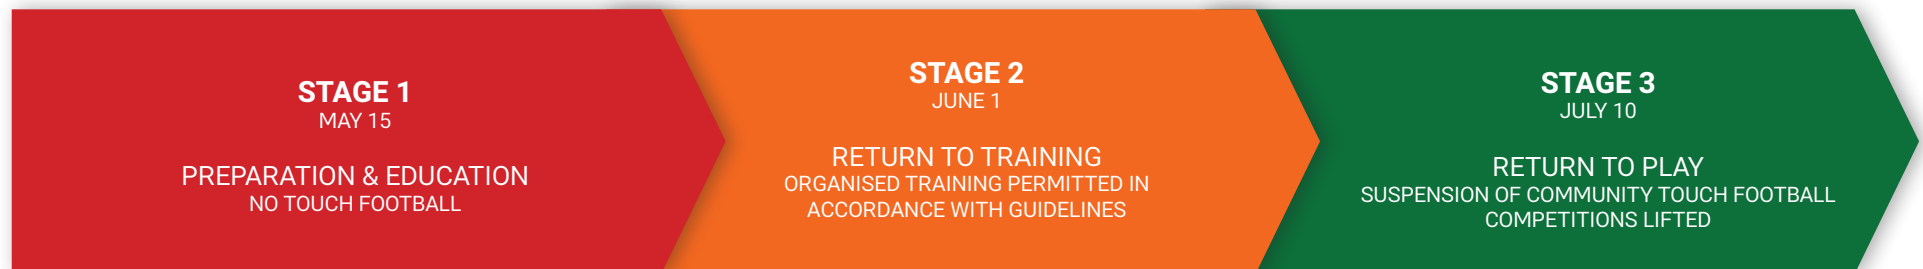 STAGE 1
MAY 15
PREPARATION & EDUCATION
NO TOUCH FOOTBALL
STAGE 2
JUNE 1
RETURN TO TRAINING
ORGANISED TRAINING PERMITTED IN
ACCORDANCE WITH GUIDELINES
STAGE 3
JULY 10
RETURN TO PLAY
SUSPENSION OF COMMUNITY TOUCH FOOTBALL
COMPETITIONS LIFTED